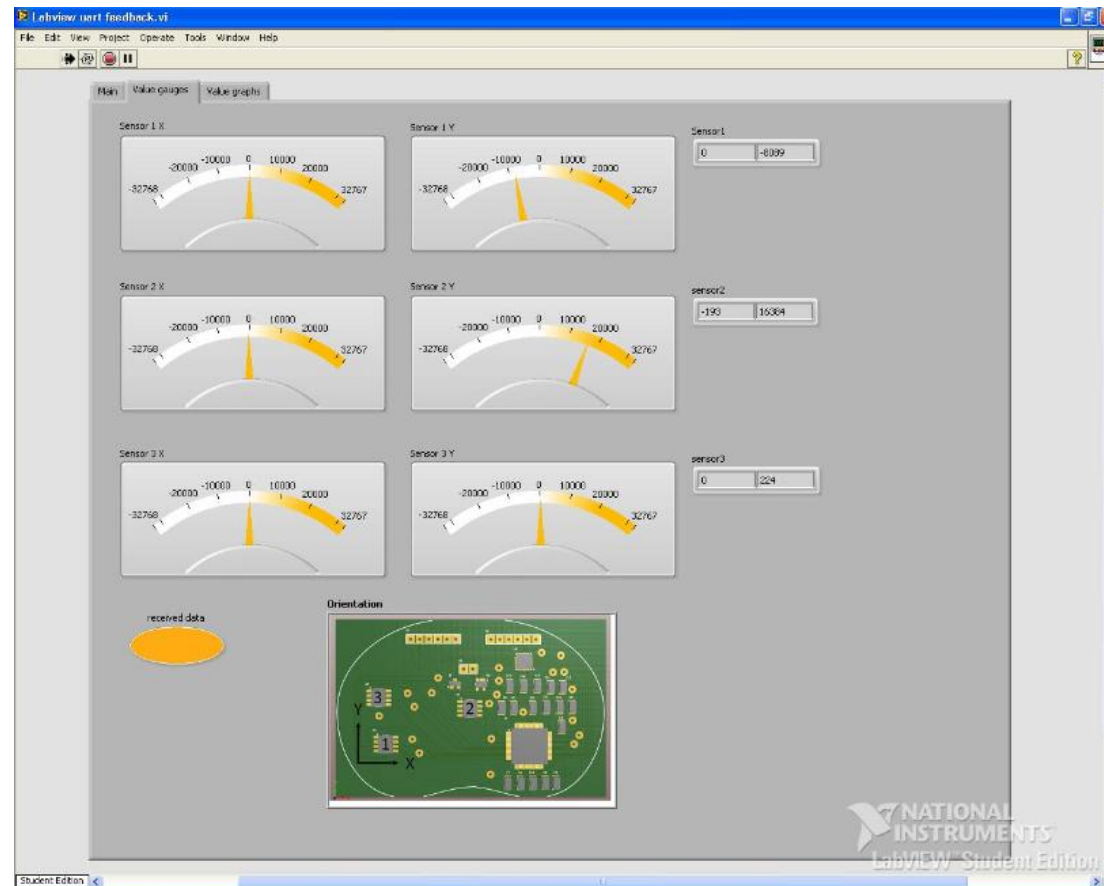 Labview uart feedback.vi
File Edit View Project Operate Tools Window Help
Main Value gauges Value graphs
Sensor 1 X
-32768 -20000 -10000 0 10000 20000 32767
Sensor 1 Y
-32768 -20000 -10000 0 10000 20000 32767
Sensor1
0 -8089
Sensor 2 X
-32768 -20000 -10000 0 10000 20000 32767
Sensor 2 Y
-32768 -20000 -10000 0 10000 20000 32767
sensor2
-193 16384
Sensor 3 X
-32768 -20000 -10000 0 10000 20000 32767
Sensor 3 Y
-32768 -20000 -10000 0 10000 20000 32767
sensor3
0 224
received data
Orientation
3
2
Y
1
X
NATIONAL
INSTRUMENTS
LabVIEW Student Edition
Student Edition